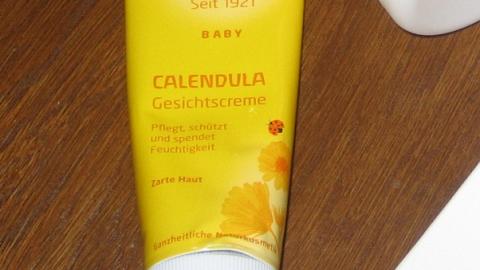 Seit 1921
BABY
CALENDULA
Gesichtscreme
Pflegt, schützt
und spendet
Feuchtigkeit
Zarte Haut
Ganzheitliche Naturkosmetik